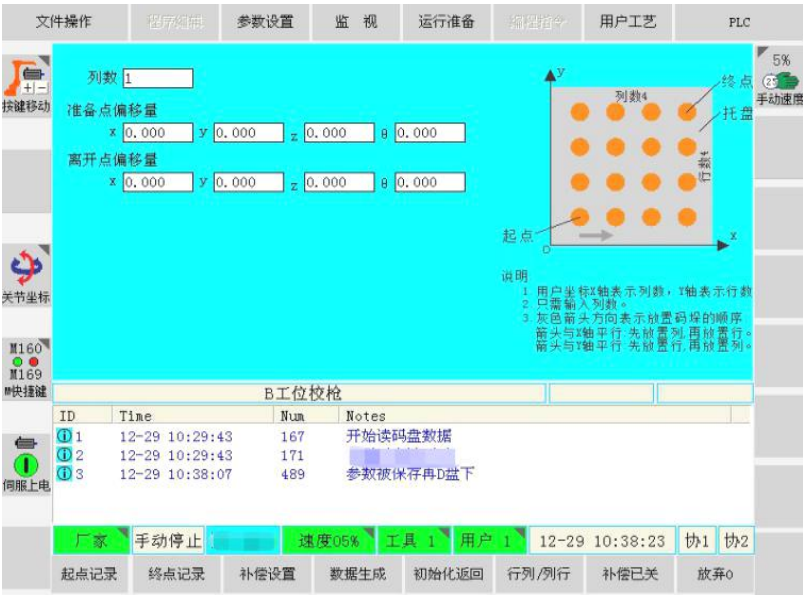 文件操作 程序编辑 参数设置 监 视 运行准备 编程指令 用户工艺 PLC
按键移动
5%
手动速度
列数 1
准备点偏移量
x 0.000 y 0.000 z 0.000 θ 0.000
离开点偏移量
x 0.000 y 0.000 z 0.000 θ 0.000
y
列数4
终点
托盘
行数4
起点
x
O
说明
1 用户坐标X轴表示列数，Y轴表示行数
2 只需输入列数。
3 灰色箭头方向表示放置码垛的顺序
箭头与X轴平行:先放置列,再放置行。
箭头与Y轴平行:先放置行,再放置列。
关节坐标
M160
M169
M快捷键
伺服上电
B工位校枪
ID Time Num Notes
1 12-29 10:29:43 167 开始读码盘数据
2 12-29 10:29:43 171
3 12-29 10:38:07 489 参数被保存再D盘下
厂家 手动停止 速度05% 工具 1 用户 1 12-29 10:38:23 协1 协2
起点记录 终点记录 补偿设置 数据生成 初始化返回 行列/列行 补偿已关 放弃0